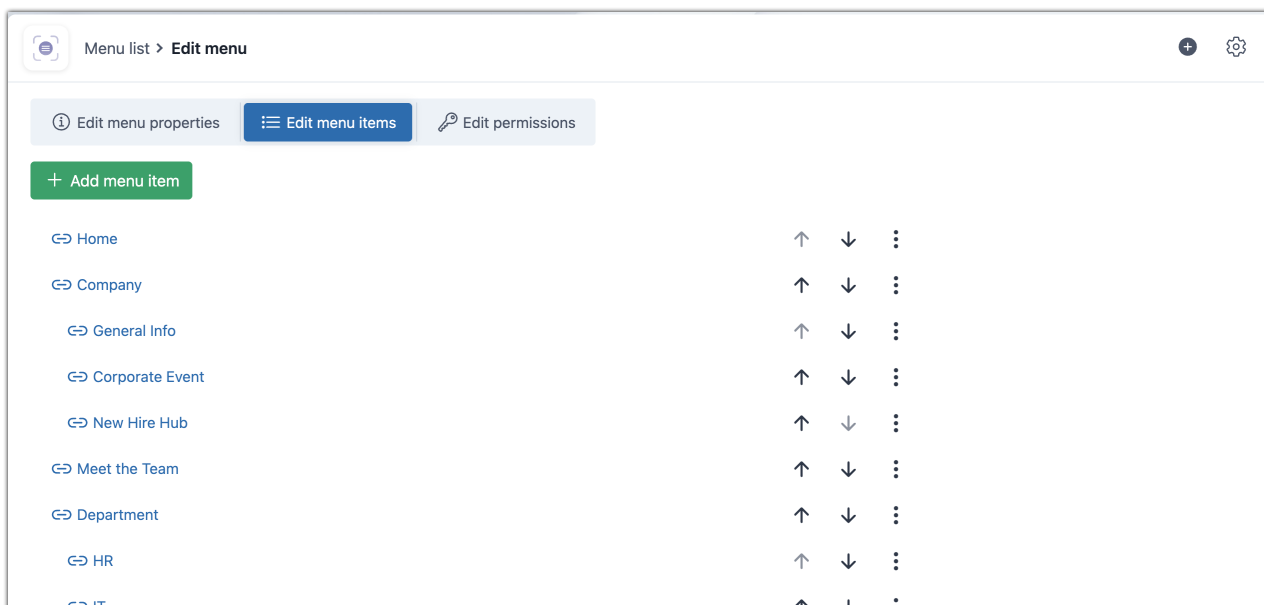 Menu list > Edit menu
Edit menu properties
Edit menu items
Edit permissions
+ Add menu item
Home
Company
General Info
Corporate Event
New Hire Hub
Meet the Team
Department
HR
IT